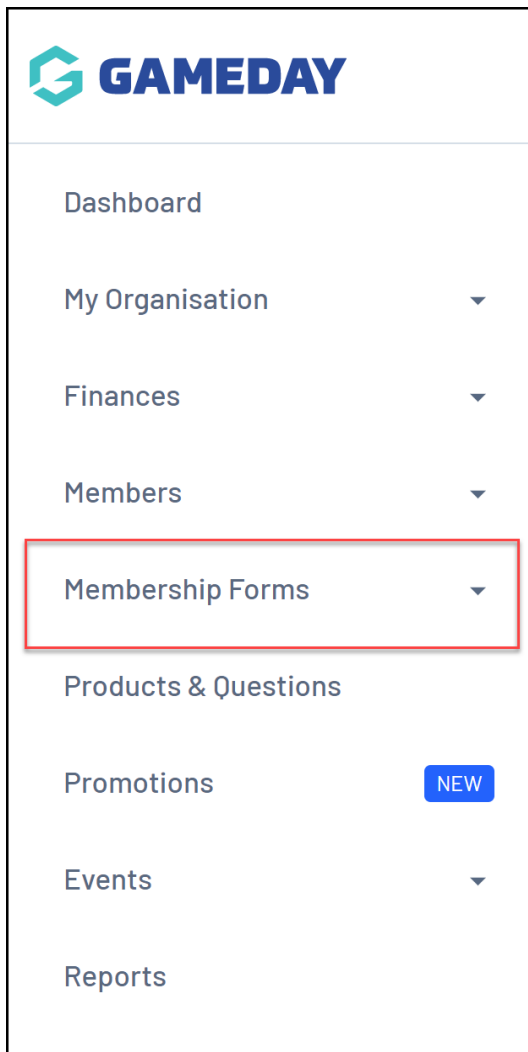 GAMEDAY
Dashboard
My Organisation
Finances
Members
Membership Forms
Products & Questions
Promotions NEW
Events
Reports